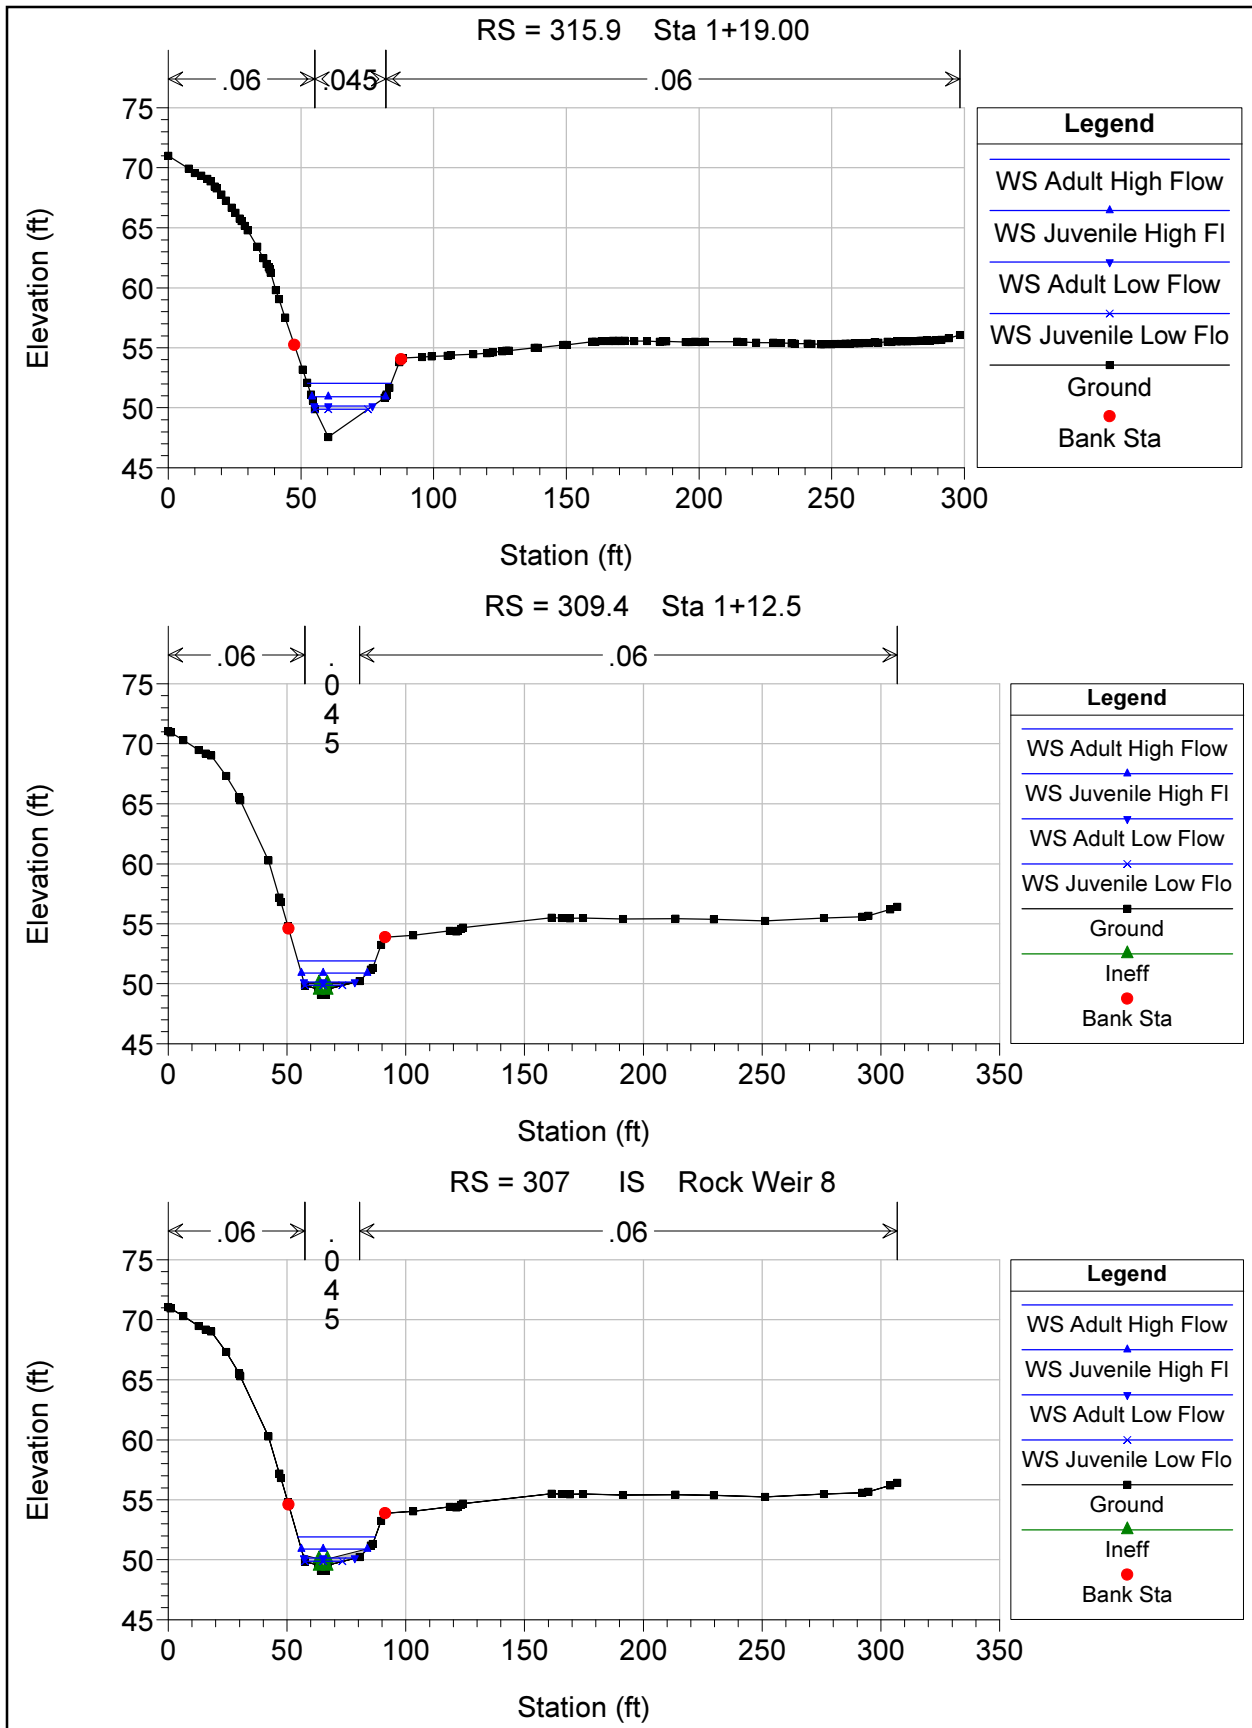 RS = 315.9 Sta 1+19.00
.06 .045 .06
75
70
65
60
55
50
45
Elevation (ft)
0 50 100 150 200 250 300
Station (ft)
Legend
WS Adult High Flow
WS Juvenile High Fl
WS Adult Low Flow
WS Juvenile Low Flo
Ground
Bank Sta
RS = 309.4 Sta 1+12.5
.06 .045 .06
75
70
65
60
55
50
45
Elevation (ft)
0 50 100 150 200 250 300 350
Station (ft)
Legend
WS Adult High Flow
WS Juvenile High Fl
WS Adult Low Flow
WS Juvenile Low Flo
Ground
Ineff
Bank Sta
RS = 307 IS Rock Weir 8
.06 .045 .06
75
70
65
60
55
50
45
Elevation (ft)
0 50 100 150 200 250 300 350
Station (ft)
Legend
WS Adult High Flow
WS Juvenile High Fl
WS Adult Low Flow
WS Juvenile Low Flo
Ground
Ineff
Bank Sta